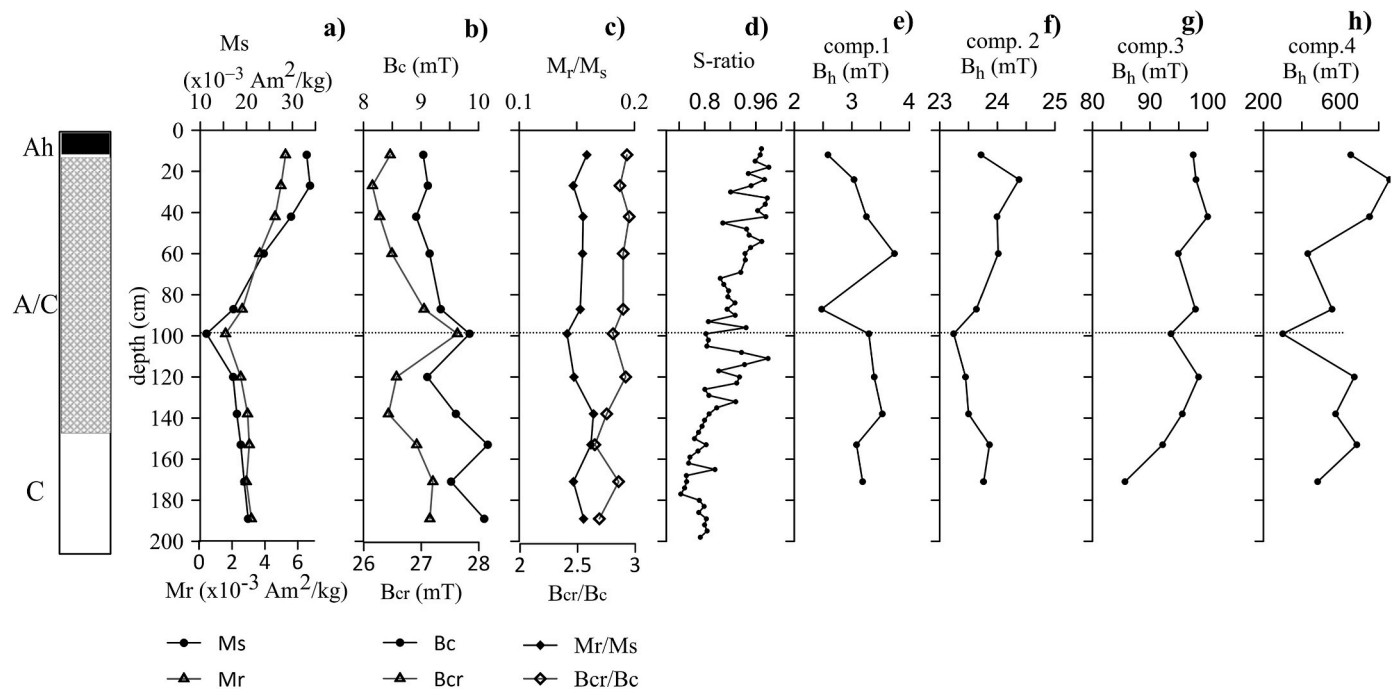 a) b) c) d) e) f) g) h)
Ms
(x10⁻³ Am²/kg)
Bc (mT)
Mr/Ms
S-ratio
comp.1
Bh (mT)
comp. 2
Bh (mT)
comp.3
Bh (mT)
comp.4
Bh (mT)
10 20 30
8 9 10
0.1 0.2
0.8 0.96
2 3 4
23 24 25
80 90 100
200 600
Ah
A/C
C
depth (cm)
0
20
40
60
80
100
120
140
160
180
200
0 2 4 6
26 27 28
2 2.5 3
Mr (x10⁻³ Am²/kg)
Bcr (mT)
Bcr/Bc
Ms
Mr
Bc
Bcr
Mr/Ms
Bcr/Bc